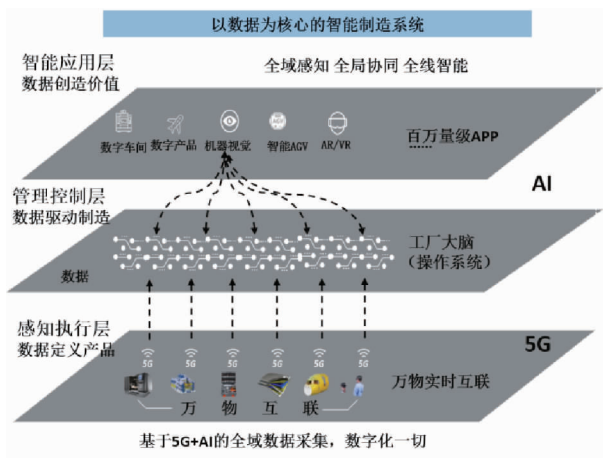 以数据为核心的智能制造系统
智能应用层
数据创造价值
全域感知 全局协同 全线智能
数字车间 数字产品 机器视觉 智能AGV AR/VR
百万量级APP
AI
管理控制层
数据驱动制造
工厂大脑
（操作系统）
数据
感知执行层
数据定义产品
5G
5G 5G 5G 5G 5G 5G
万物实时互联
万 物 互 联
基于5G+AI的全域数据采集，数字化一切